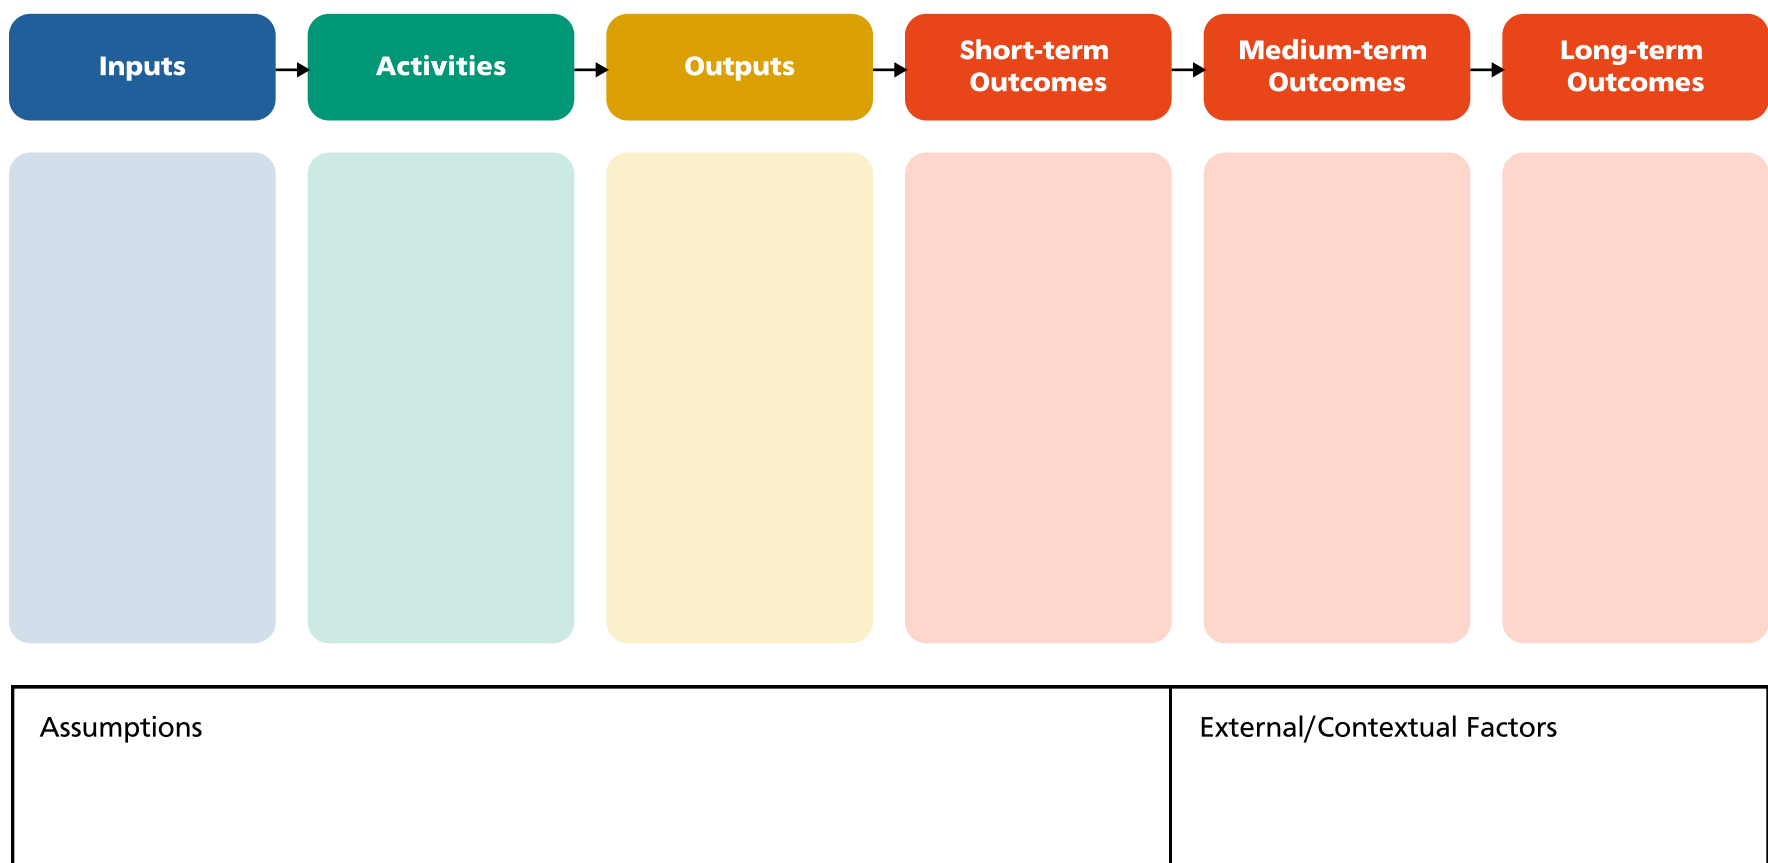 Inputs
Activities
Outputs
Short-term
Outcomes
Medium-term
Outcomes
Long-term
Outcomes
Assumptions
External/Contextual Factors